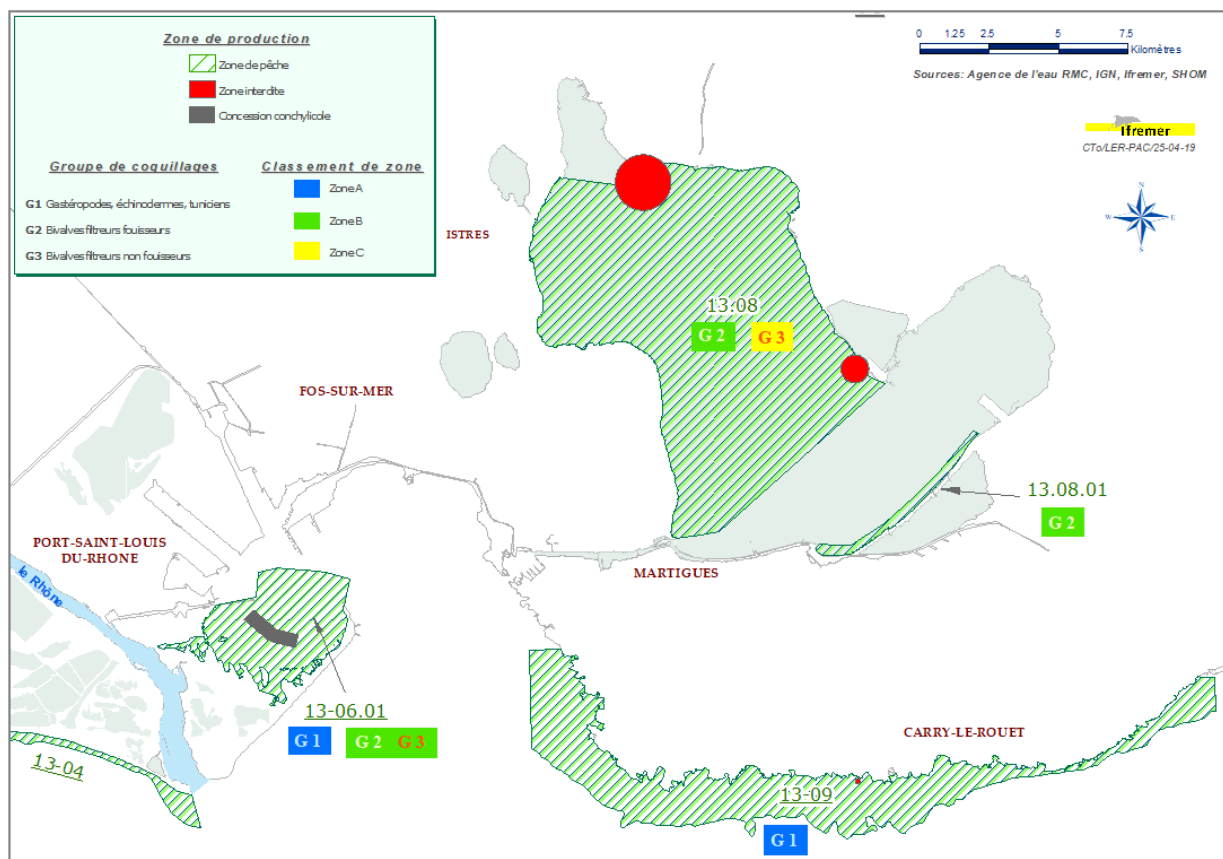 Zone de production
Zone de pêche
Zone interdite
Concession conchylicole
Groupe de coquillages
Classement de zone
G1 Gastéropodes, échinodermes, tuniciens
G2 Bivalves filtreurs fouisseurs
G3 Bivalves filtreurs non fouisseurs
Zone A
Zone B
Zone C
0 1.25 2.5 5 7.5
Kilomètres
Sources: Agence de l'eau RMC, IGN, Ifremer, SHOM
Ifremer
CTo/LER-PAC/25-04-19
N
W E
S
ISTRES
13.08
G 2 G 3
FOS-SUR-MER
13.08.01
G 2
PORT-SAINT-LOUIS
DU-RHONE
MARTIGUES
le Rhône
13-06.01
G 1 G 2 G 3
CARRY-LE-ROUET
13-04
13-09
G 1